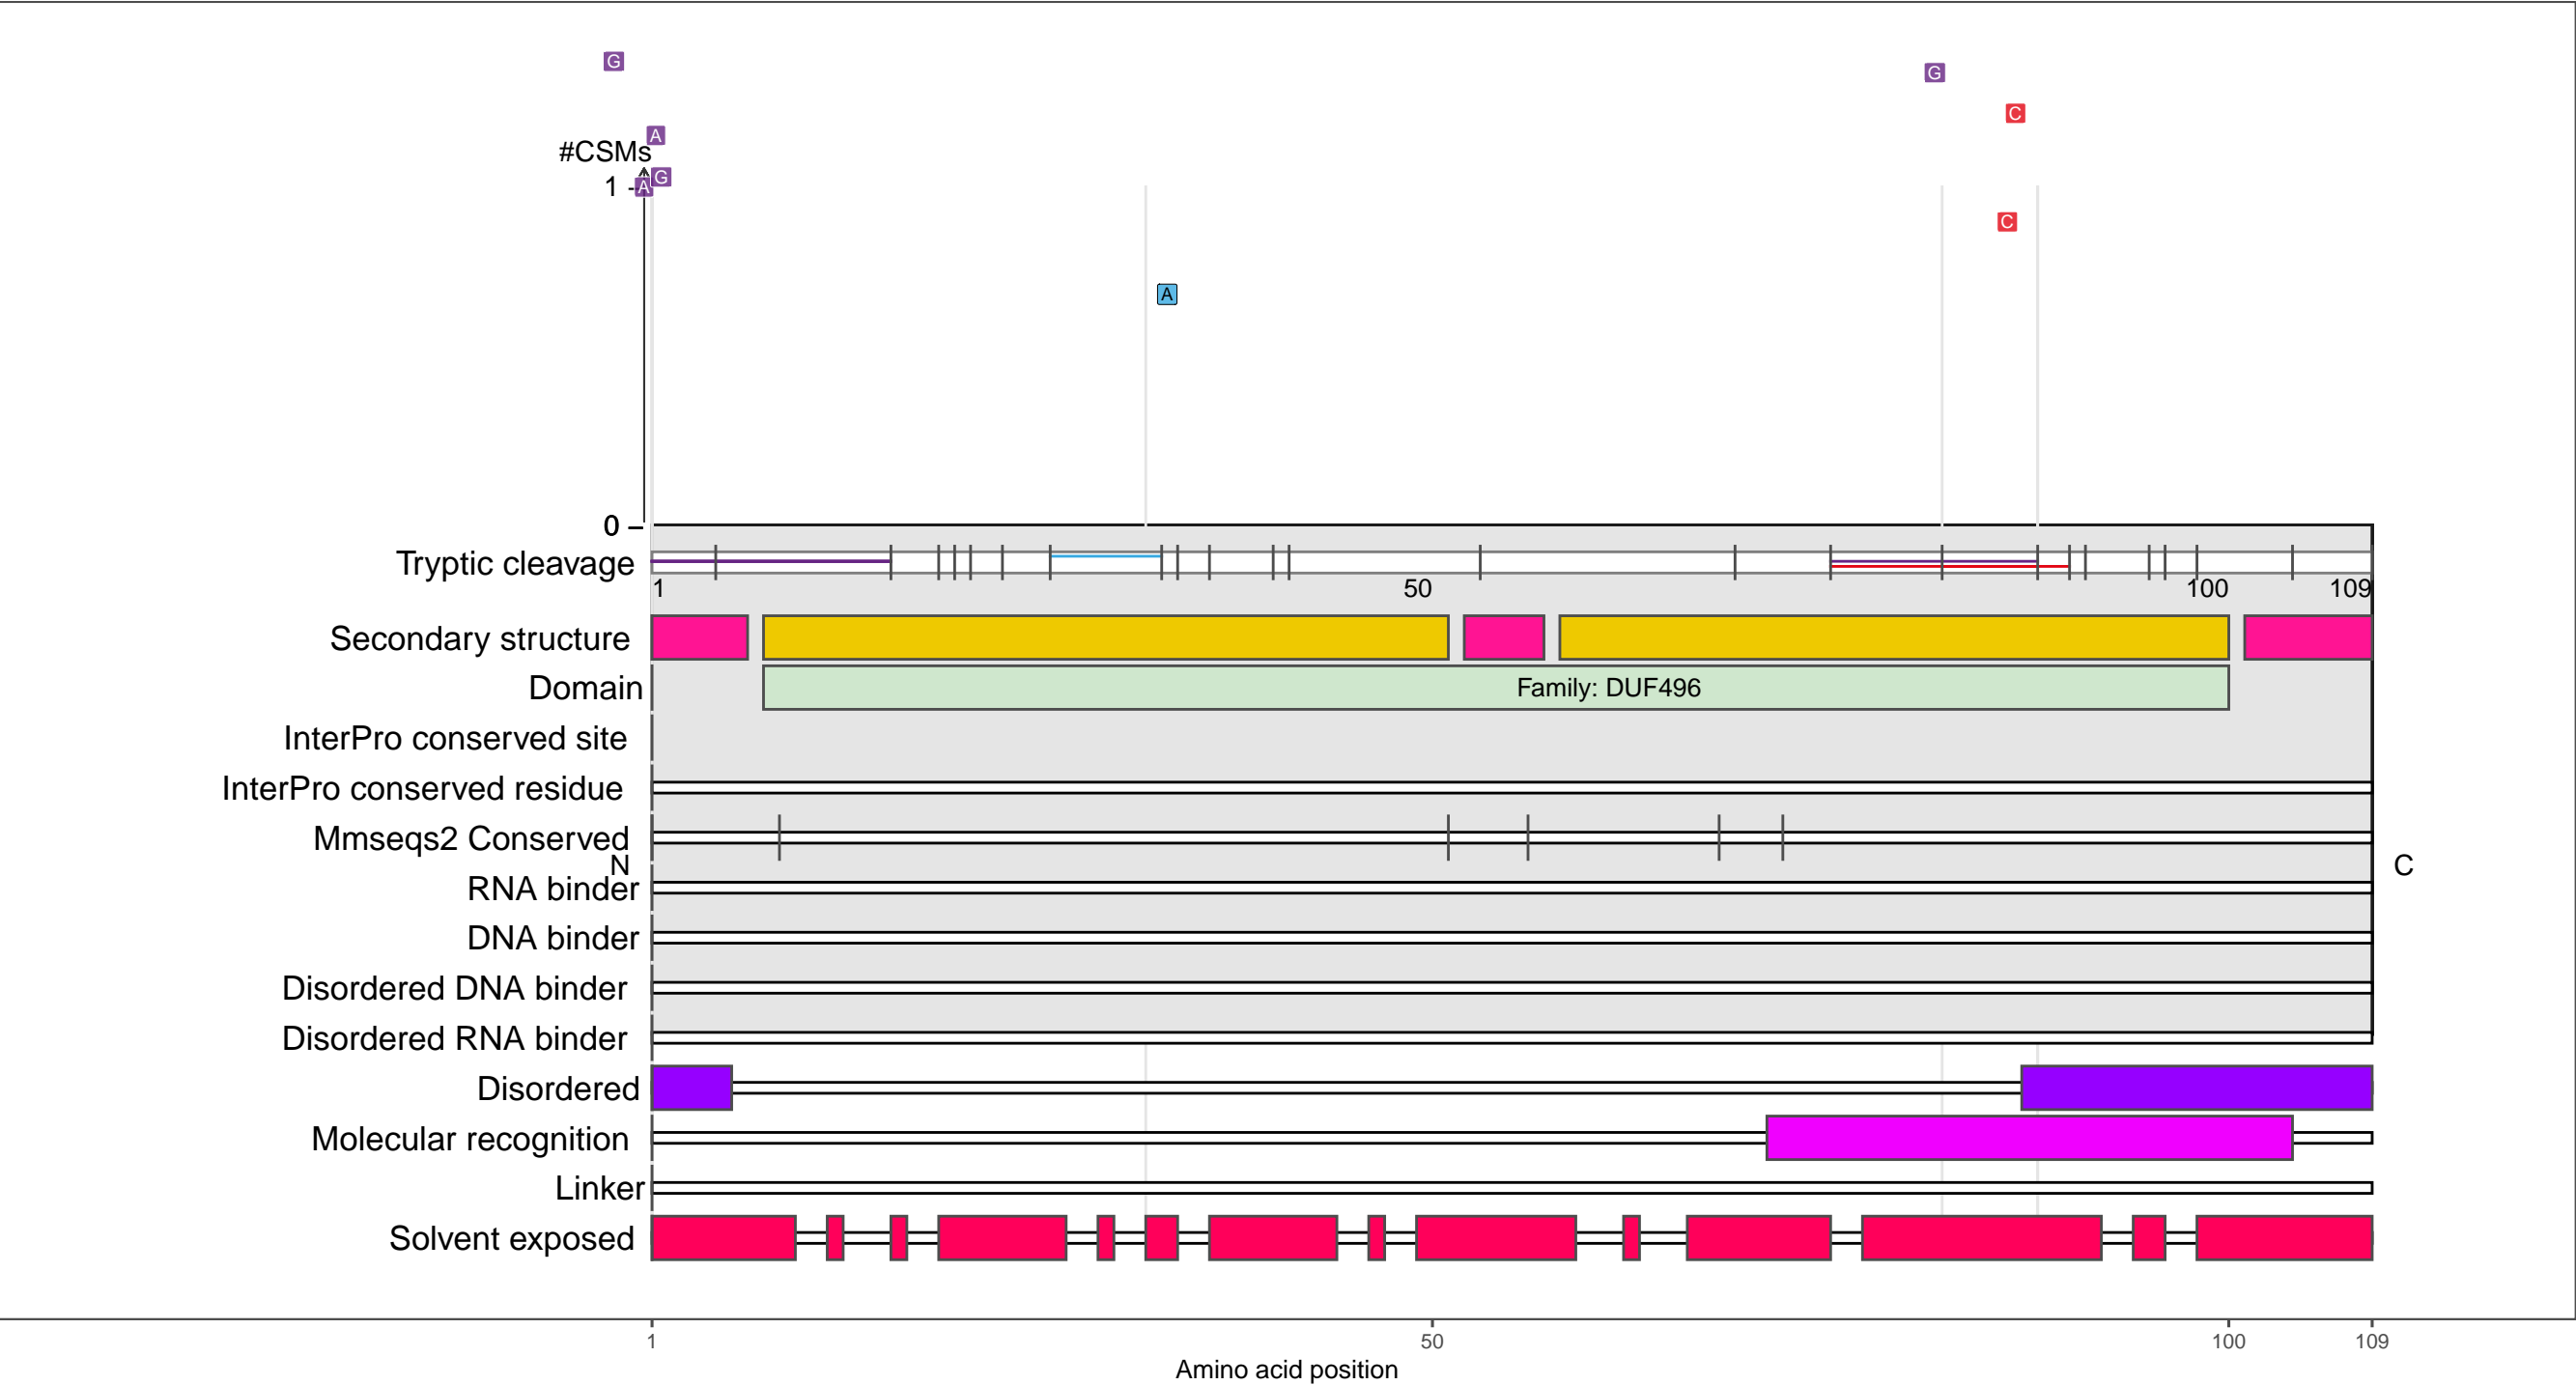 G
G
C
A
#CSMs
G
1
A
C
A
0
Tryptic cleavage
1 50 100 109
Secondary structure
Domain
Family: DUF496
InterPro conserved site
InterPro conserved residue
Mmseqs2 Conserved
N C
RNA binder
DNA binder
Disordered DNA binder
Disordered RNA binder
Disordered
Molecular recognition
Linker
Solvent exposed
1 50 100 109
Amino acid position